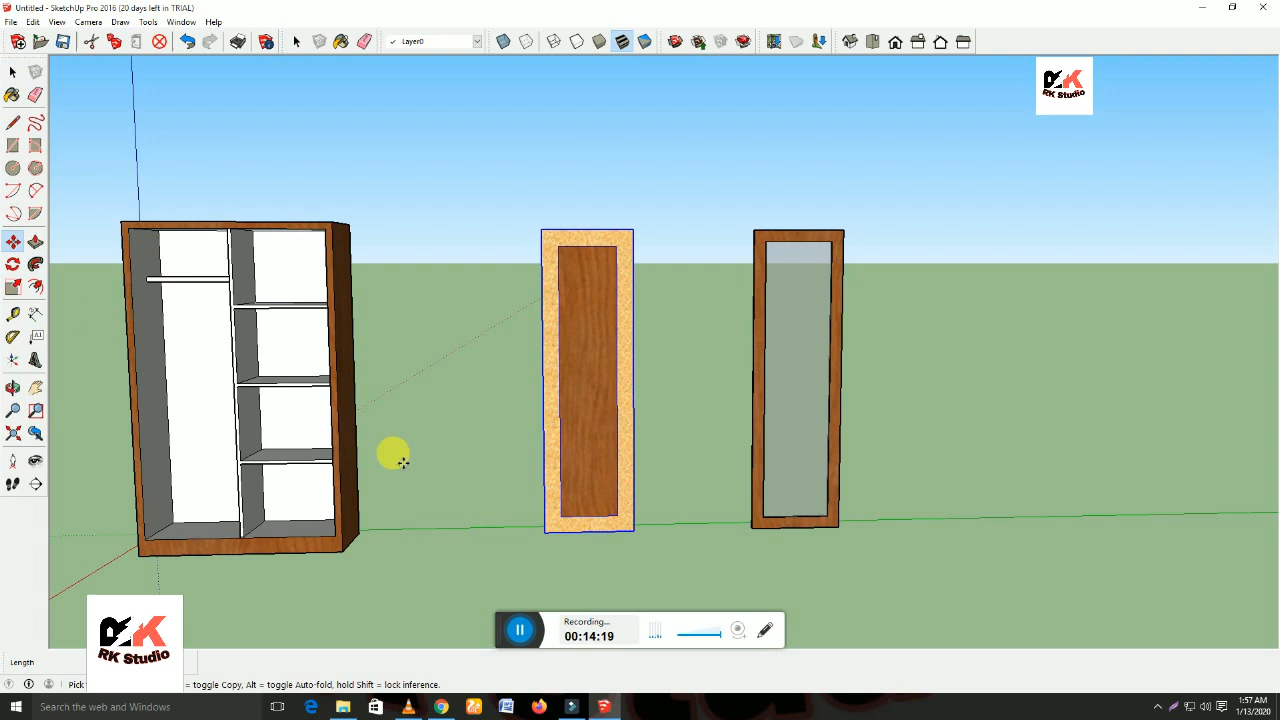 Untitled - SketchUp Pro 2016 (20 days left in TRIAL)
File Edit View Camera Draw Tools Window Help
Layer0
RK Studio
Recording...
00:14:19
RK Studio
Length
Pick = toggle Copy, Alt = toggle Auto-fold, hold Shift = lock inference.
Search the web and Windows
1:57 AM
1/13/2020